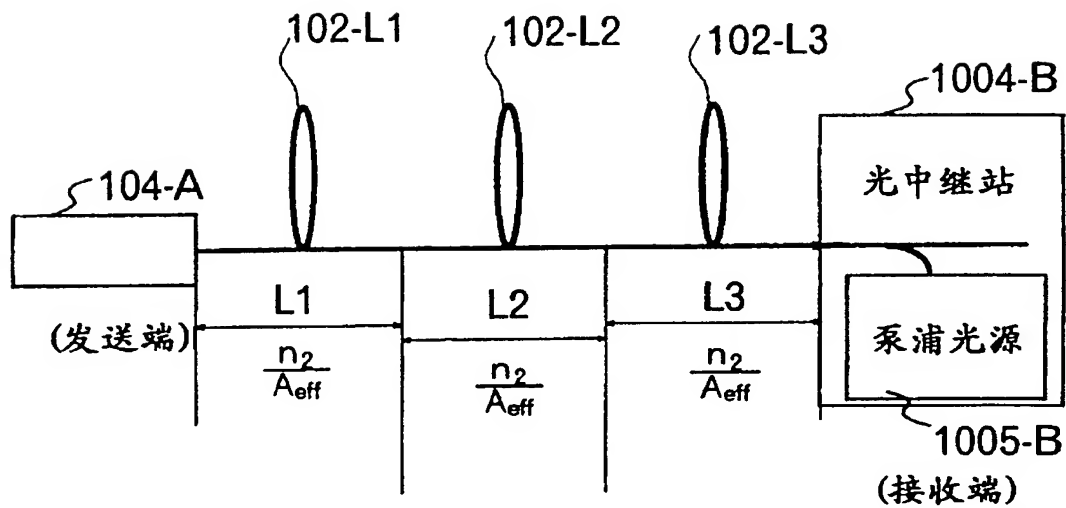 102-L1
102-L2
102-L3
1004-B
光中继站
104-A
(发送端)
L1
L2
L3
n₂
Aeff
n₂
Aeff
n₂
Aeff
泵浦光源
1005-B
(接收端)